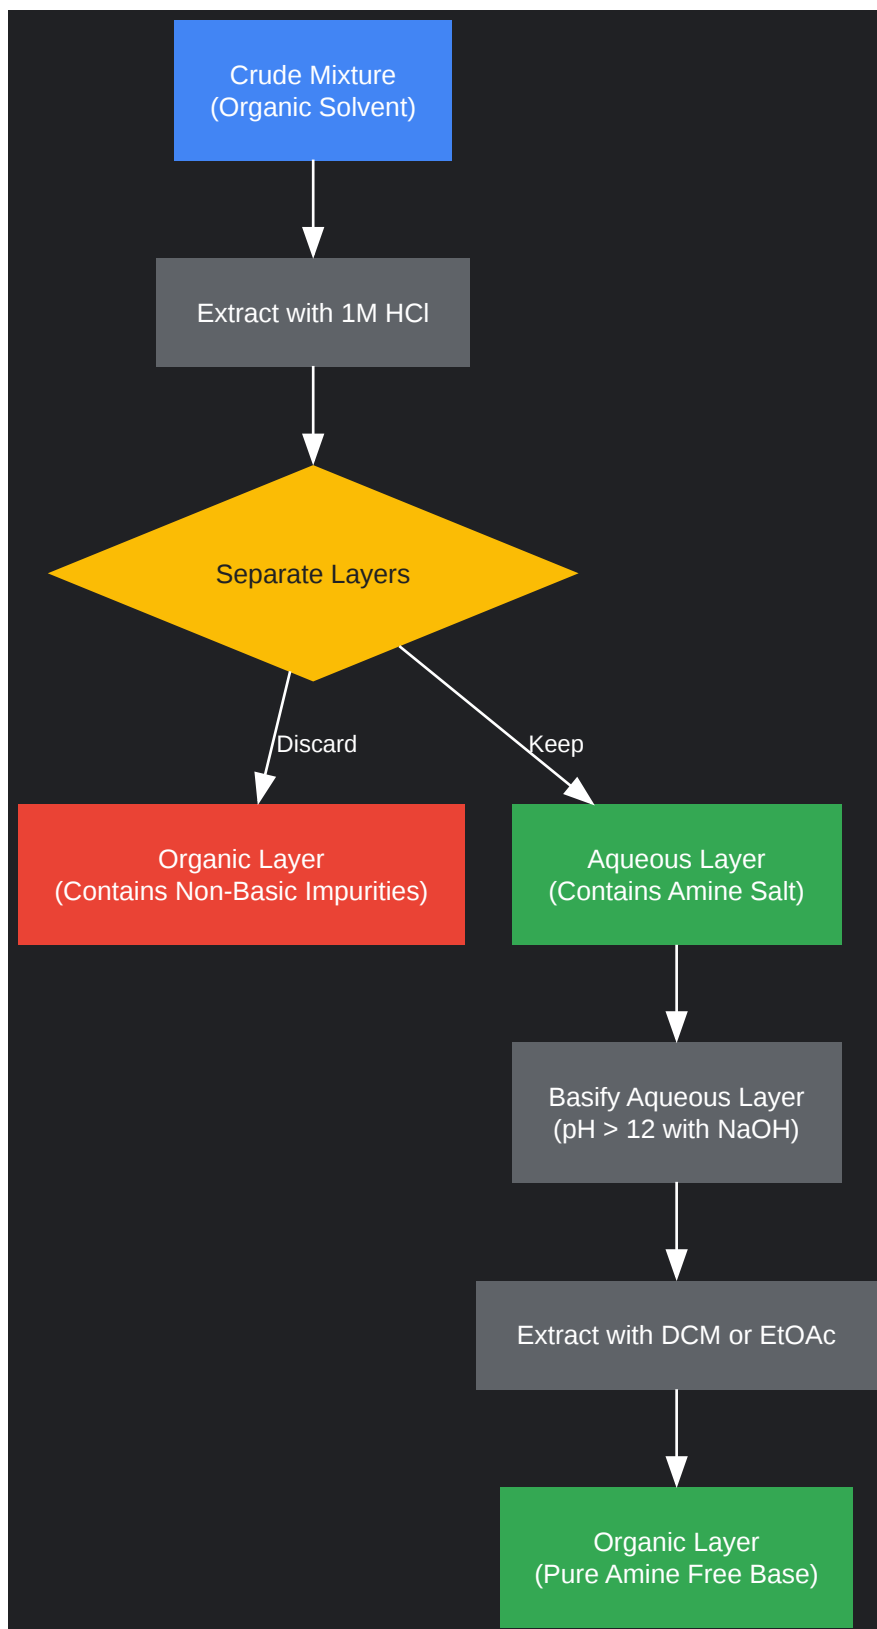 Crude Mixture
(Organic Solvent)
Extract with 1M HCl
Separate Layers
Discard
Keep
Organic Layer
(Contains Non-Basic Impurities)
Aqueous Layer
(Contains Amine Salt)
Basify Aqueous Layer
(pH > 12 with NaOH)
Extract with DCM or EtOAc
Organic Layer
(Pure Amine Free Base)